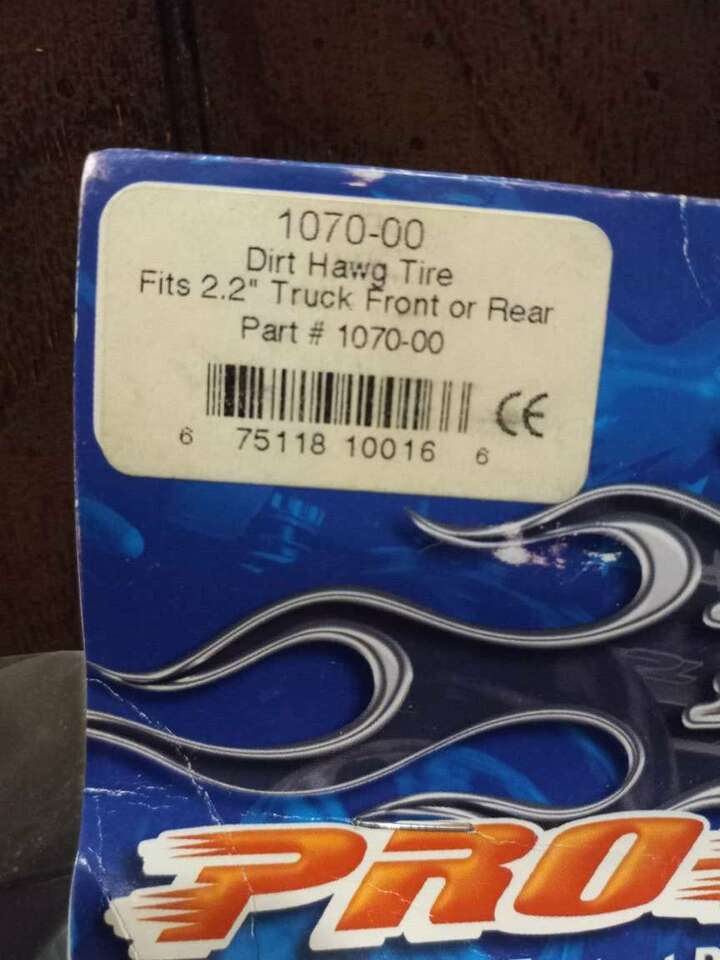 1070-00
Dirt Hawg Tire
Fits 2.2" Truck Front or Rear
Part # 1070-00
CE
6 75118 10016 6
PRO-